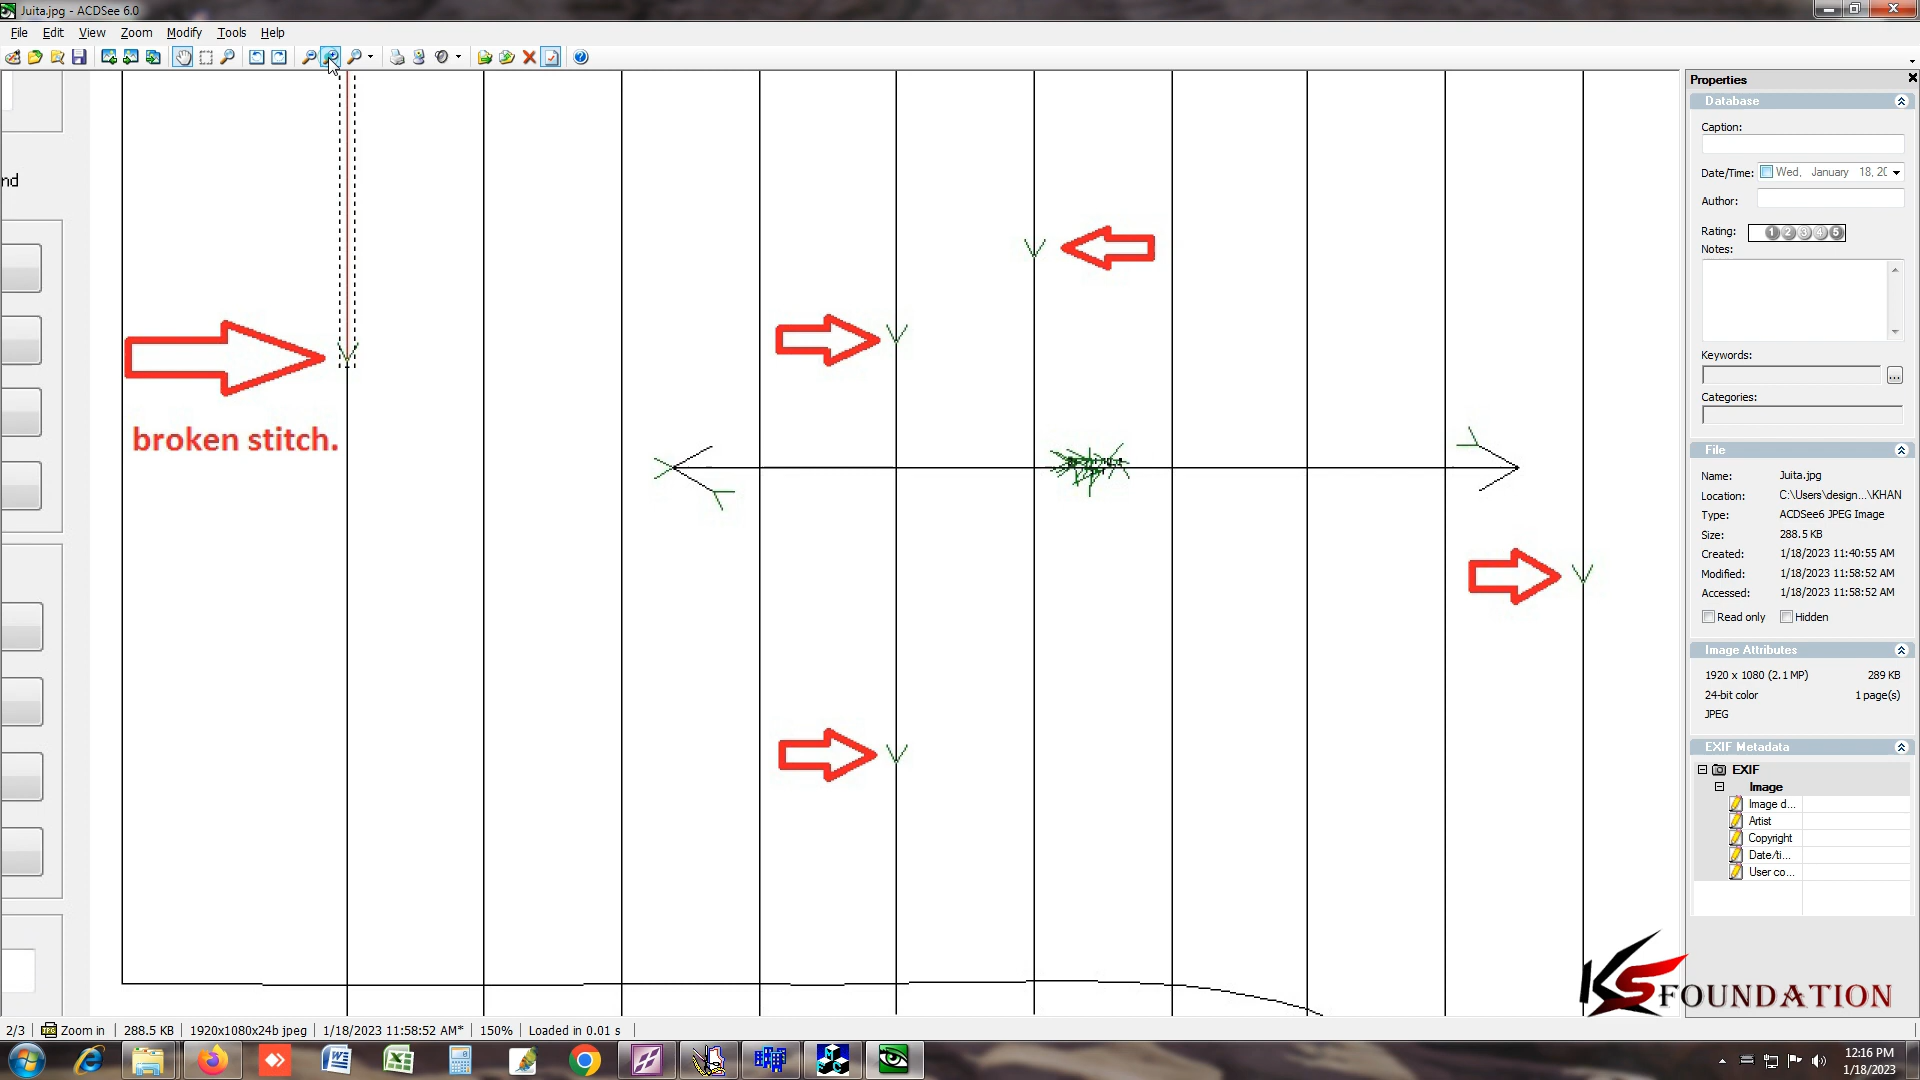 Juita.jpg - ACDSee 6.0
File Edit View Zoom Modify Tools Help
nd
broken stitch.
Properties
Database
Caption:
Date/Time: Wed, January 18, 20
Author:
Rating: 1 2 3 4 5
Notes:
Keywords:
...
Categories:
File
Name: Juita.jpg
Location: C:\Users\design...\KHAN
Type: ACDSee6 JPEG Image
Size: 288.5 KB
Created: 1/18/2023 11:40:55 AM
Modified: 1/18/2023 11:58:52 AM
Accessed: 1/18/2023 11:58:52 AM
Read only Hidden
Image Attributes
1920 x 1080 (2.1 MP) 289 KB
24-bit color 1 page(s)
JPEG
EXIF Metadata
EXIF
Image
Image d...
Artist
Copyright
Date/ti...
User co...
KS FOUNDATION
2/3 Zoom in 288.5 KB 1920x1080x24b jpeg 1/18/2023 11:58:52 AM* 150% Loaded in 0.01 s
12:16 PM
1/18/2023